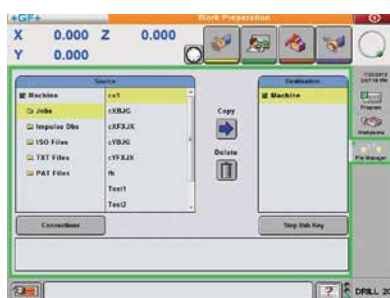 +GF+
Work Preparation
X 0.000 Z 0.000
Y 0.000
Source
Destination
Machine
Jobs
Impulse Dbs
ISO Files
TXT Files
PAT Files
cx1
cXBJG
cXFXJX
cYBJG
cYFXJX
Test1
Test2
Copy
Delete
Machine
Connections
Stop Usb Key
Program
File Manager
?
DRILL 20